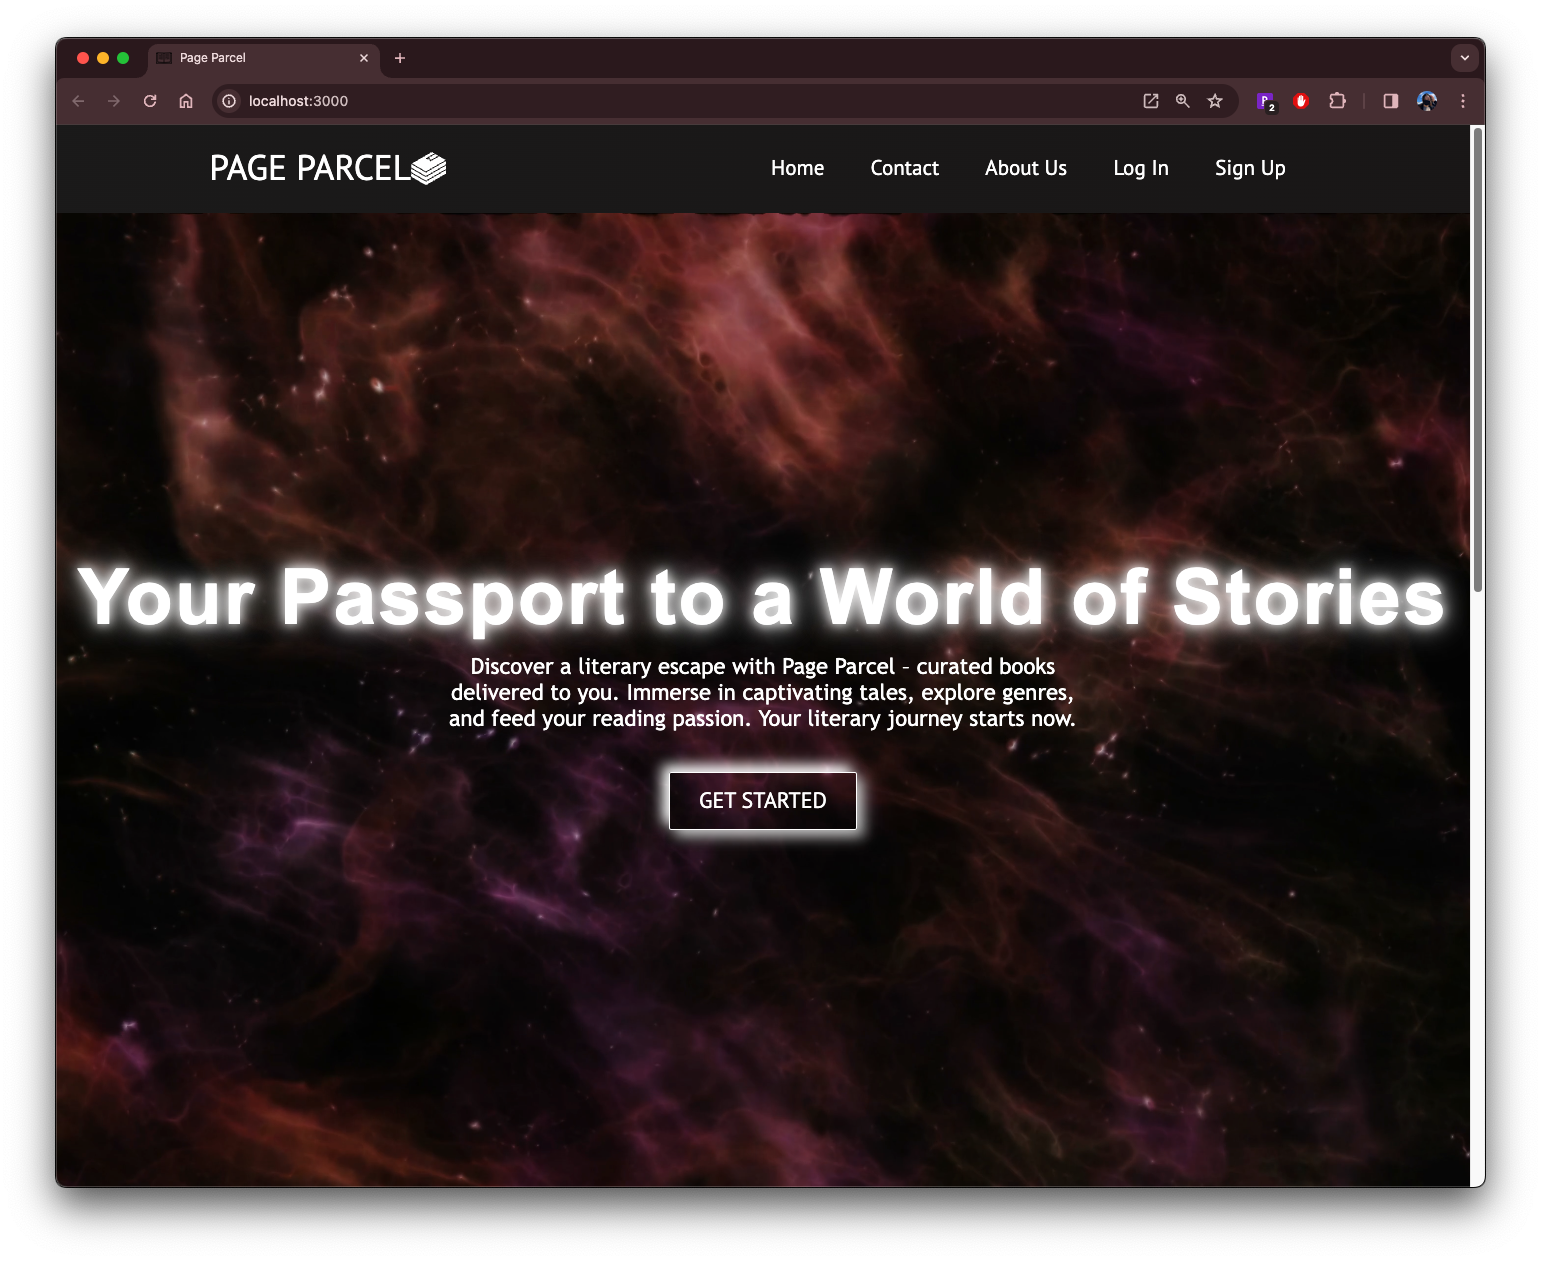 Page Parcel
localhost:3000
P
2
PAGE PARCEL
Home Contact About Us Log In Sign Up
Your Passport to a World of Stories
Discover a literary escape with Page Parcel – curated books
delivered to you. Immerse in captivating tales, explore genres,
and feed your reading passion. Your literary journey starts now.
GET STARTED